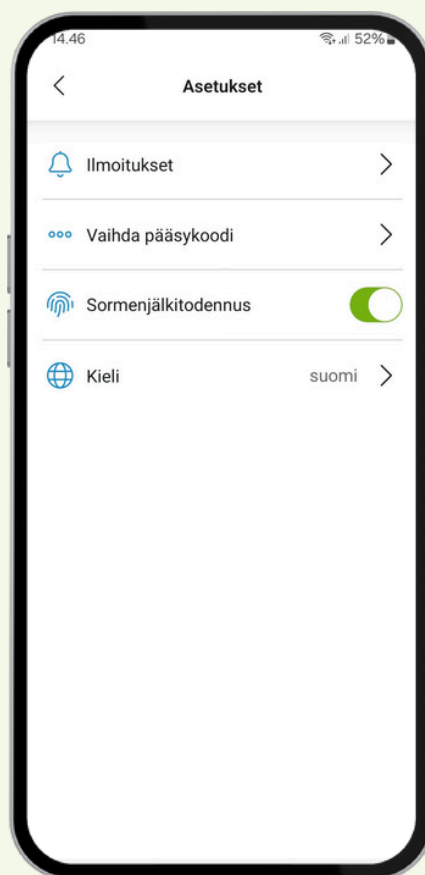 14.46 52%
Asetukset
Ilmoitukset
Vaihda pääsykoodi
Sormenjälkitodennus
Kieli suomi